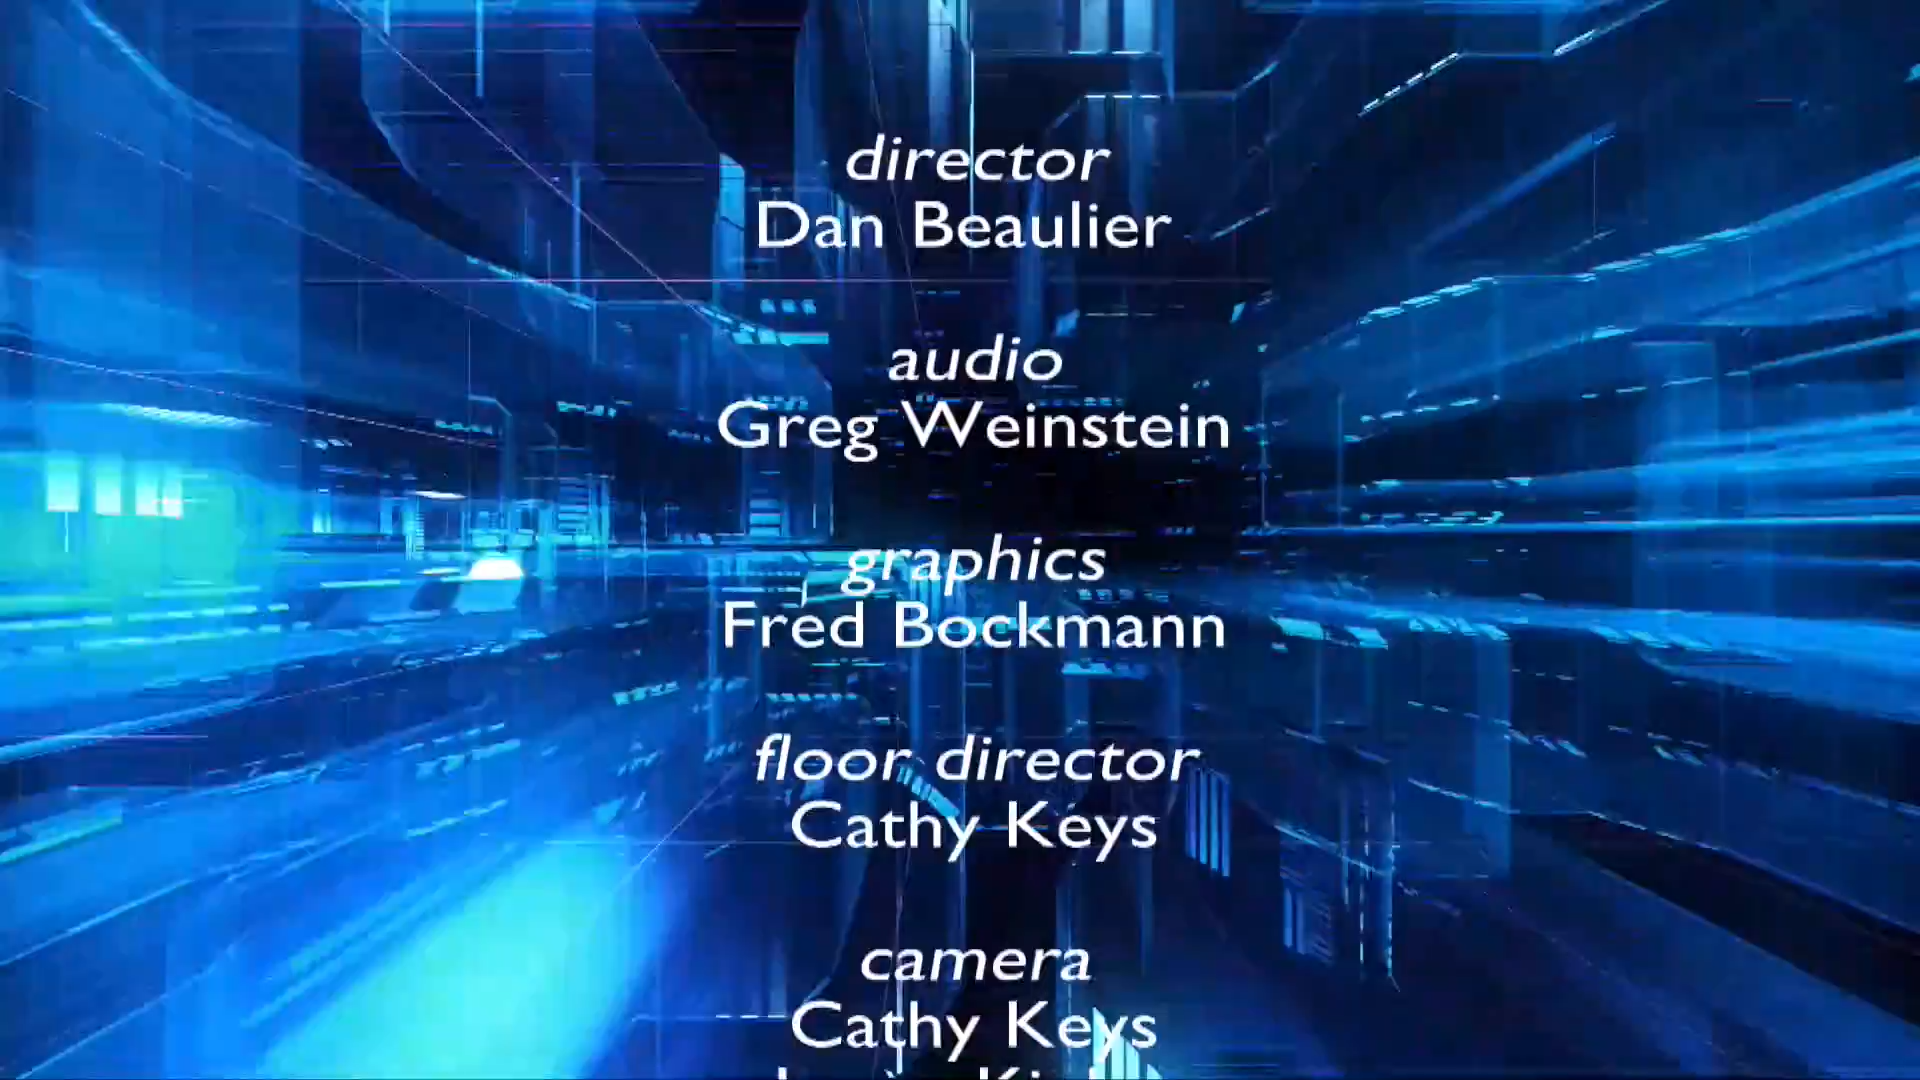 director
Dan Beaulier
audio
Greg Weinstein
graphics
Fred Bockmann
floor director
Cathy Keys
camera
Cathy Keys